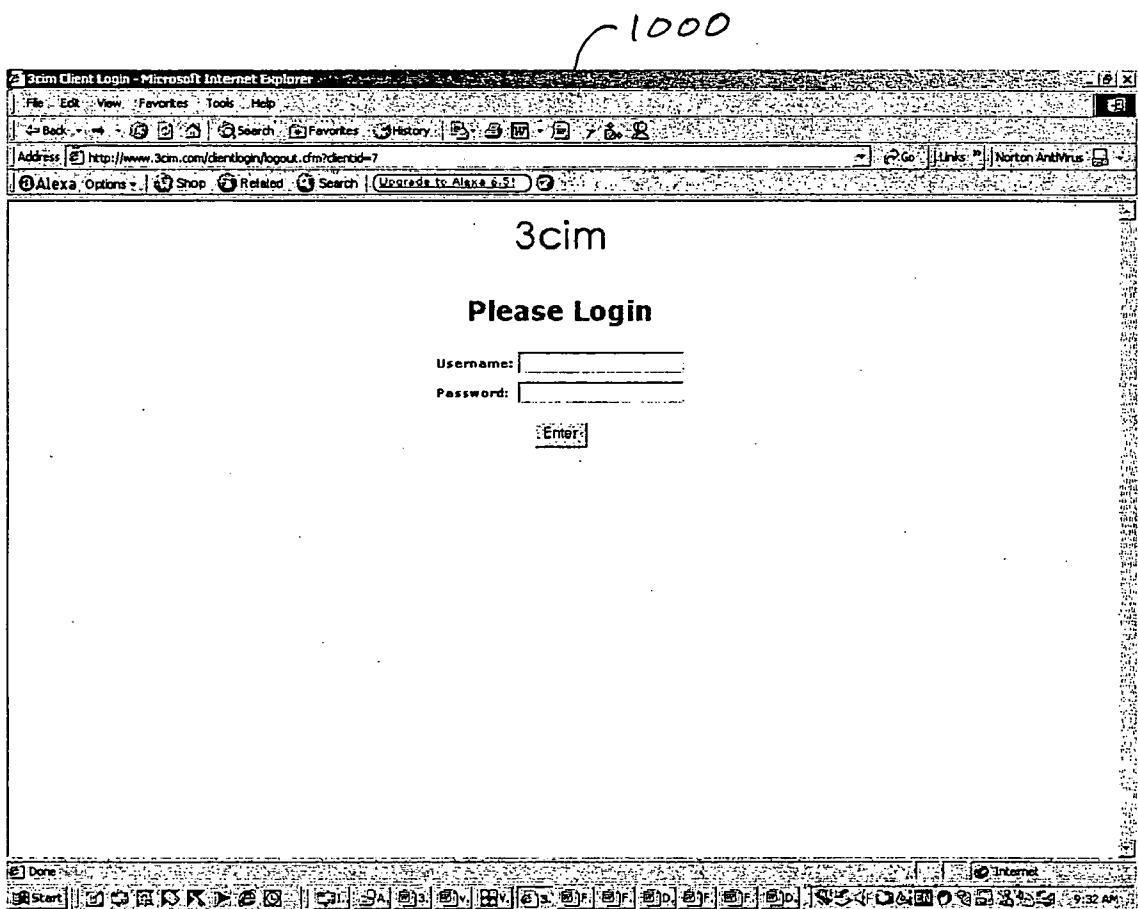 1000
3cim Client Login - Microsoft Internet Explorer
File Edit View Favorites Tools Help
Back Search Favorites History
Address http://www.3cim.com/clientlogin/logout.cfm?clientid=7 Go Links » Norton AntiVirus
Alexa Options Shop Related Search Upgrade to Alexa 6.5!
3cim
Please Login
Username:
Password:
Enter
Done Internet
Start 9:32 AM